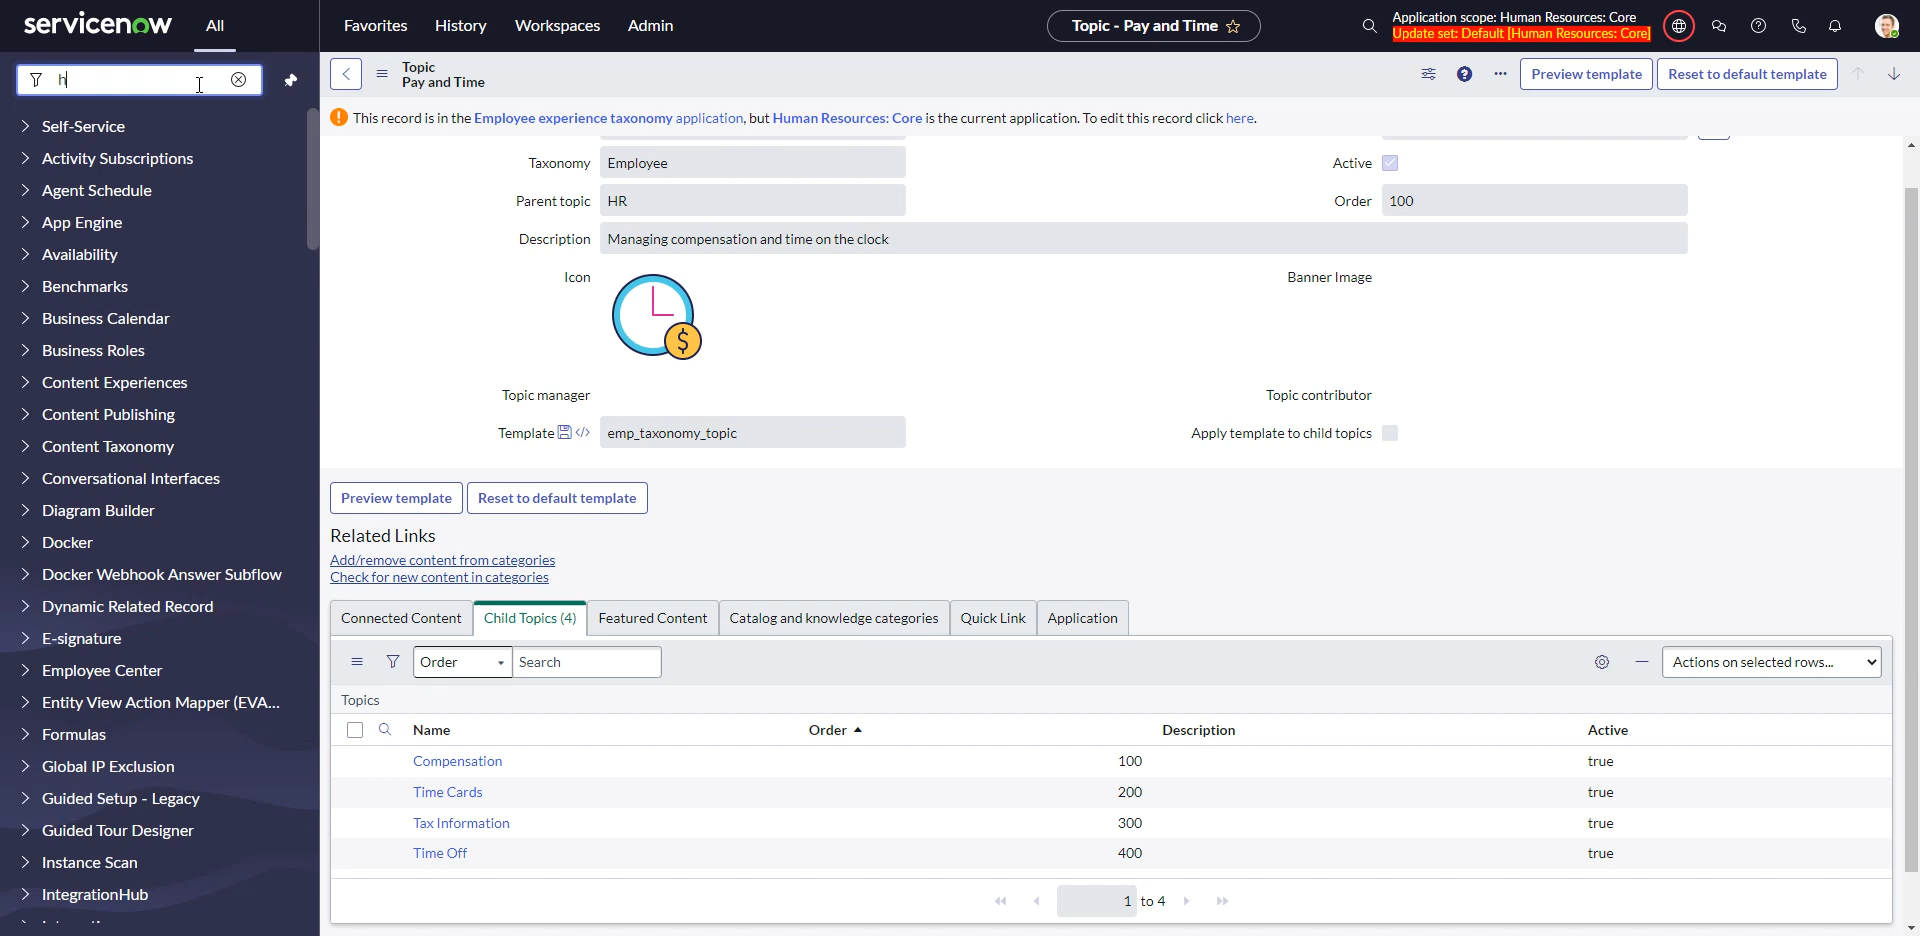 servicenow
All
Favorites
History
Workspaces
Admin
Topic - Pay and Time
Application scope: Human Resources: Core
Update set: Default [Human Resources: Core]
h
Self-Service
Activity Subscriptions
Agent Schedule
App Engine
Availability
Benchmarks
Business Calendar
Business Roles
Content Experiences
Content Publishing
Content Taxonomy
Conversational Interfaces
Diagram Builder
Docker
Docker Webhook Answer Subflow
Dynamic Related Record
E-signature
Employee Center
Entity View Action Mapper (EVA...
Formulas
Global IP Exclusion
Guided Setup - Legacy
Guided Tour Designer
Instance Scan
IntegrationHub
Topic
Pay and Time
Preview template
Reset to default template
This record is in the Employee experience taxonomy application, but Human Resources: Core is the current application. To edit this record click here.
Taxonomy Employee
Active
Parent topic HR
Order 100
Description Managing compensation and time on the clock
Icon
$
Banner Image
Topic manager
Topic contributor
Template </> emp_taxonomy_topic
Apply template to child topics
Preview template
Reset to default template
Related Links
Add/remove content from categories
Check for new content in categories
Connected Content
Child Topics (4)
Featured Content
Catalog and knowledge categories
Quick Link
Application
Order
Search
Actions on selected rows...
Topics
Name Order Description Active
Compensation 100 true
Time Cards 200 true
Tax Information 300 true
Time Off 400 true
1 to 4